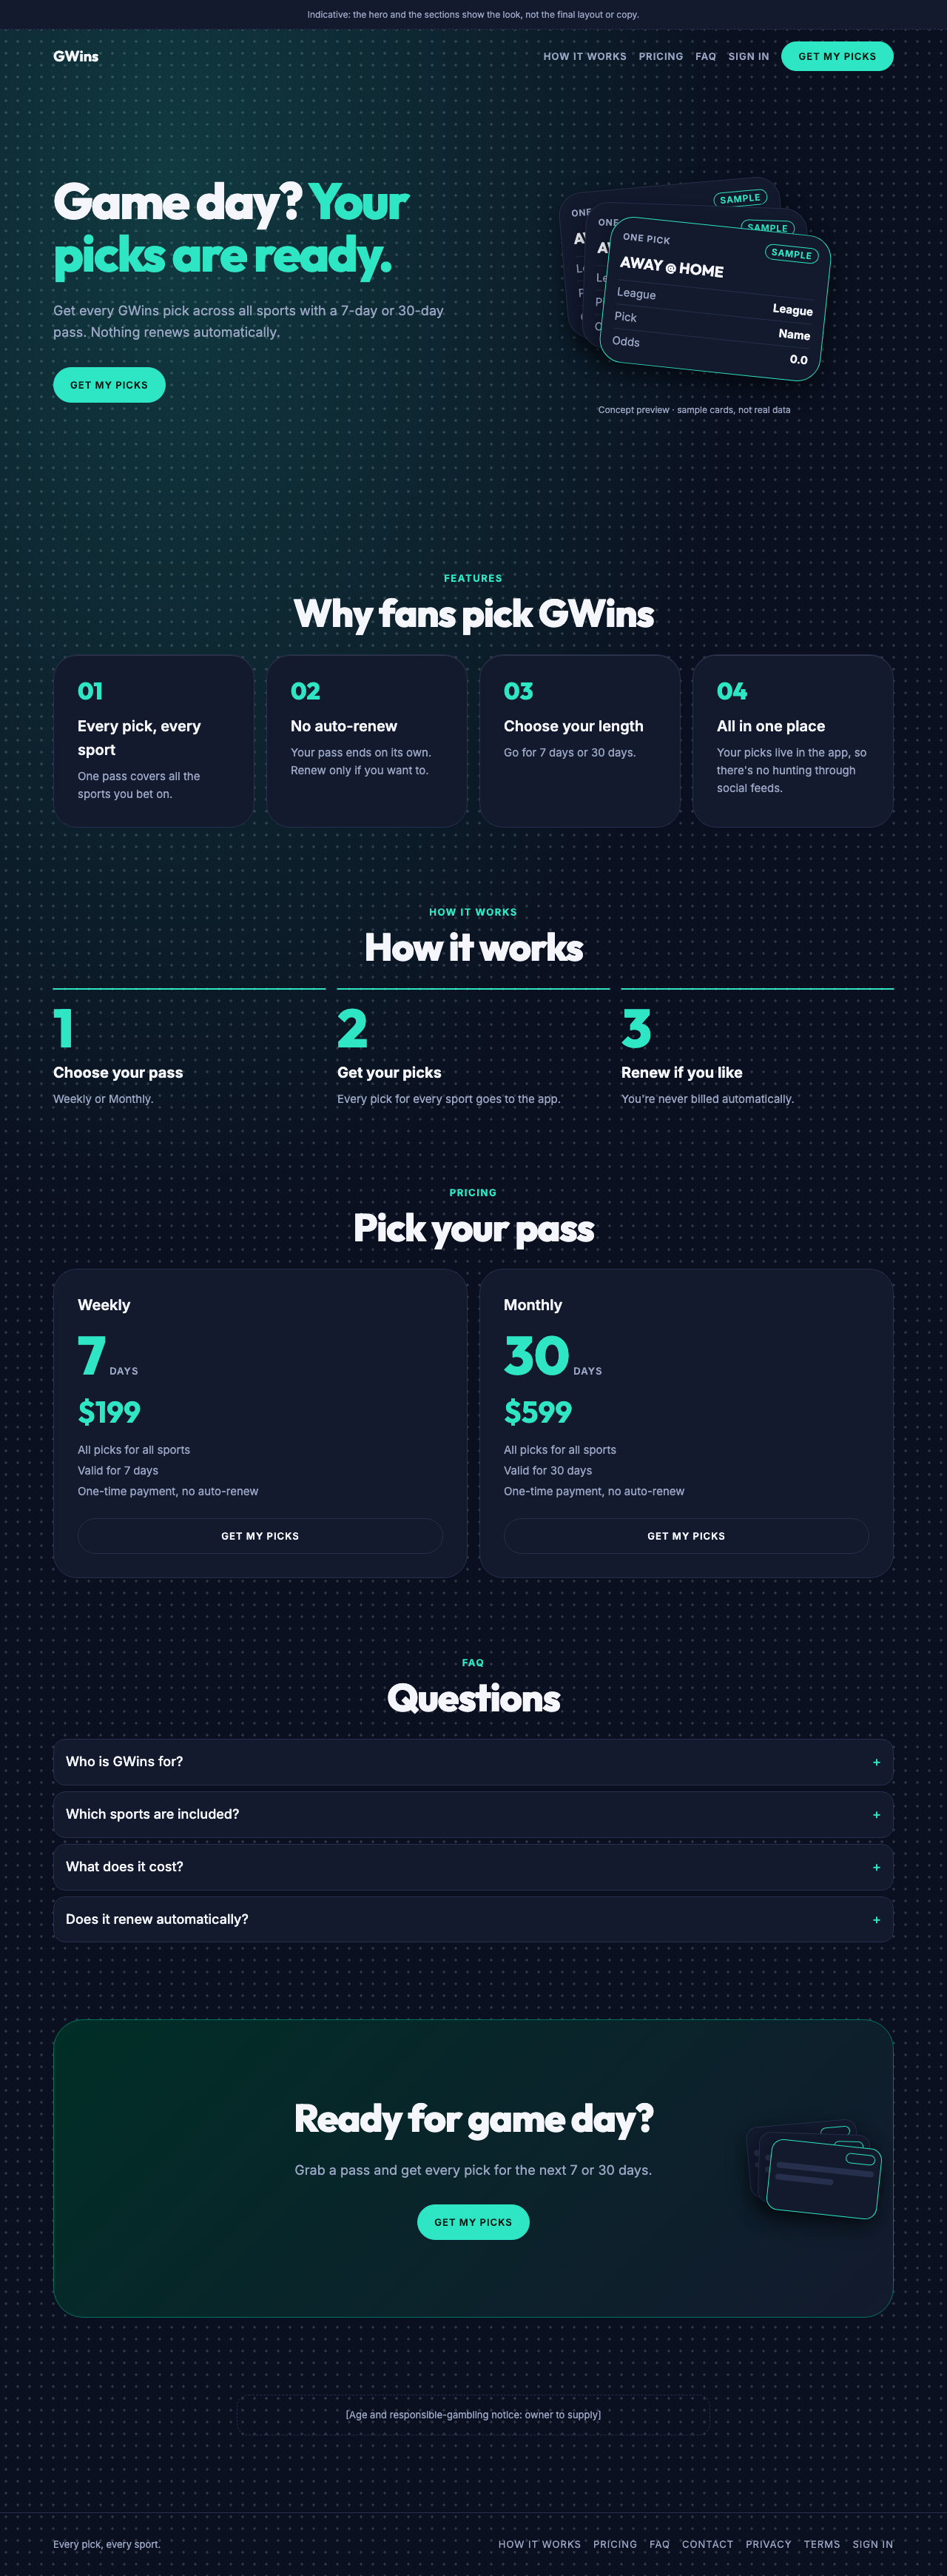 Indicative: the hero and the sections show the look, not the final layout or copy.
GWins
HOW IT WORKS PRICING FAQ SIGN IN GET MY PICKS
Game day? Your
picks are ready.
Get every GWins pick across all sports with a 7-day or 30-day
pass. Nothing renews automatically.
GET MY PICKS
SAMPLE
SAMPLE
ONE PICK
SAMPLE
AWAY @ HOME
League League
Pick Name
Odds 0.0
Concept preview · sample cards, not real data
FEATURES
Why fans pick GWins
01
Every pick, every
sport
One pass covers all the
sports you bet on.
02
No auto-renew
Your pass ends on its own.
Renew only if you want to.
03
Choose your length
Go for 7 days or 30 days.
04
All in one place
Your picks live in the app, so
there's no hunting through
social feeds.
HOW IT WORKS
How it works
1
Choose your pass
Weekly or Monthly.
2
Get your picks
Every pick for every sport goes to the app.
3
Renew if you like
You're never billed automatically.
PRICING
Pick your pass
Weekly
7 DAYS
$199
All picks for all sports
Valid for 7 days
One-time payment, no auto-renew
GET MY PICKS
Monthly
30 DAYS
$599
All picks for all sports
Valid for 30 days
One-time payment, no auto-renew
GET MY PICKS
FAQ
Questions
Who is GWins for? +
Which sports are included? +
What does it cost? +
Does it renew automatically? +
Ready for game day?
Grab a pass and get every pick for the next 7 or 30 days.
GET MY PICKS
[Age and responsible-gambling notice: owner to supply]
Every pick, every sport.
HOW IT WORKS PRICING FAQ CONTACT PRIVACY TERMS SIGN IN